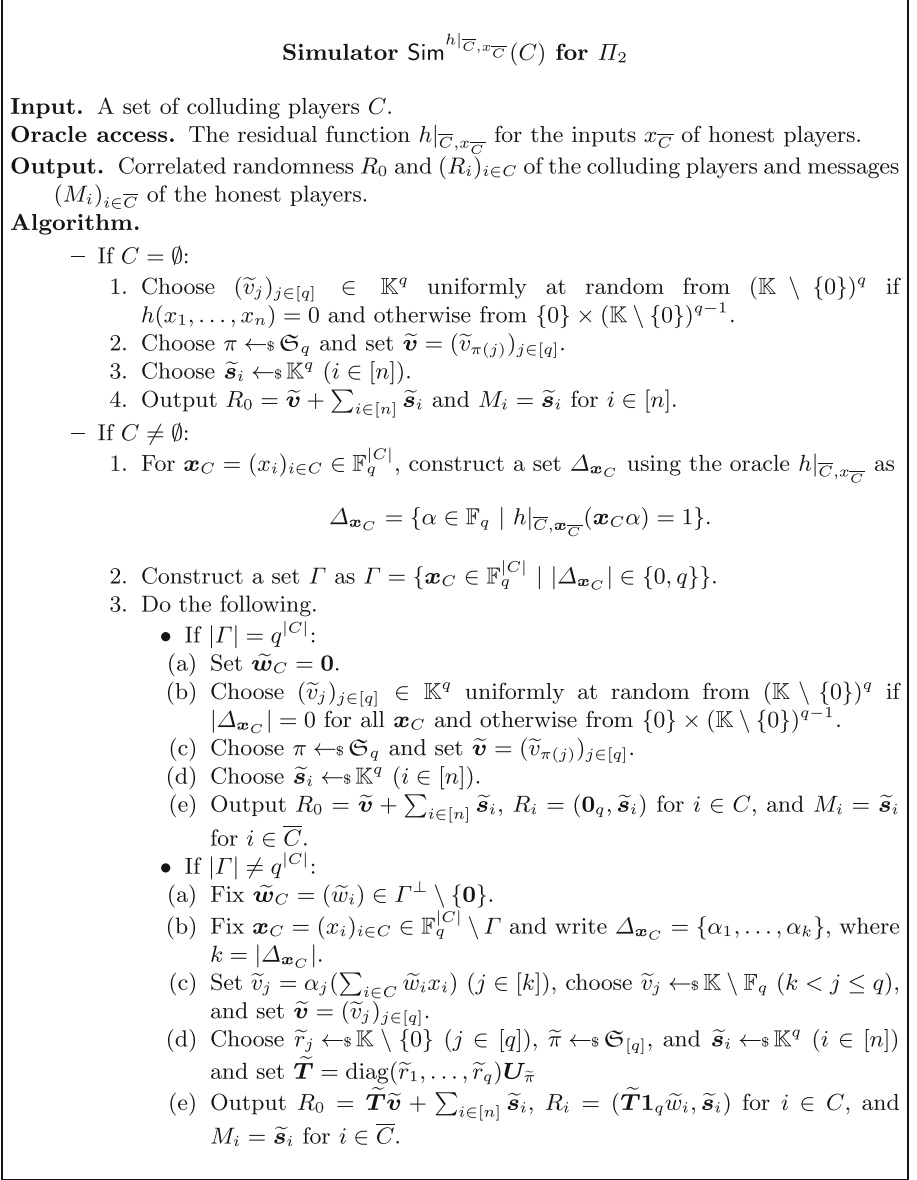 Simulator Sim^{h|_{\overline{C},x_{\overline{C}}}}(C) for Π_2
Input. A set of colluding players C.
Oracle access. The residual function h|_{\overline{C},x_{\overline{C}}} for the inputs x_{\overline{C}} of honest players.
Output. Correlated randomness R_0 and (R_i)_{i∈C} of the colluding players and messages
(M_i)_{i∈\overline{C}} of the honest players.
Algorithm.
– If C = ∅:
1. Choose (ṽ_j)_{j∈[q]} ∈ 𝕂^q uniformly at random from (𝕂 \ {0})^q if
h(x_1, . . . , x_n) = 0 and otherwise from {0} × (𝕂 \ {0})^{q−1}.
2. Choose π ←$ 𝔖_q and set ṽ = (ṽ_{π(j)})_{j∈[q]}.
3. Choose s̃_i ←$ 𝕂^q (i ∈ [n]).
4. Output R_0 = ṽ + ∑_{i∈[n]} s̃_i and M_i = s̃_i for i ∈ [n].
– If C ≠ ∅:
1. For x_C = (x_i)_{i∈C} ∈ 𝔽_q^{|C|}, construct a set Δ_{x_C} using the oracle h|_{\overline{C},x_{\overline{C}}} as
Δ_{x_C} = {α ∈ 𝔽_q | h|_{\overline{C},x_{\overline{C}}}(x_C α) = 1}.
2. Construct a set Γ as Γ = {x_C ∈ 𝔽_q^{|C|} | |Δ_{x_C}| ∈ {0, q}}.
3. Do the following.
• If |Γ| = q^{|C|}:
(a) Set w̃_C = 0.
(b) Choose (ṽ_j)_{j∈[q]} ∈ 𝕂^q uniformly at random from (𝕂 \ {0})^q if
|Δ_{x_C}| = 0 for all x_C and otherwise from {0} × (𝕂 \ {0})^{q−1}.
(c) Choose π ←$ 𝔖_q and set ṽ = (ṽ_{π(j)})_{j∈[q]}.
(d) Choose s̃_i ←$ 𝕂^q (i ∈ [n]).
(e) Output R_0 = ṽ + ∑_{i∈[n]} s̃_i, R_i = (0_q, s̃_i) for i ∈ C, and M_i = s̃_i
for i ∈ \overline{C}.
• If |Γ| ≠ q^{|C|}:
(a) Fix w̃_C = (w̃_i) ∈ Γ^⊥ \ {0}.
(b) Fix x_C = (x_i)_{i∈C} ∈ 𝔽_q^{|C|} \ Γ and write Δ_{x_C} = {α_1, . . . , α_k}, where
k = |Δ_{x_C}|.
(c) Set ṽ_j = α_j(∑_{i∈C} w̃_i x_i) (j ∈ [k]), choose ṽ_j ←$ 𝕂 \ 𝔽_q (k < j ≤ q),
and set ṽ = (ṽ_j)_{j∈[q]}.
(d) Choose r̃_j ←$ 𝕂 \ {0} (j ∈ [q]), π̃ ←$ 𝔖_{[q]}, and s̃_i ←$ 𝕂^q (i ∈ [n])
and set T̃ = diag(r̃_1, . . . , r̃_q)U_{π̃}
(e) Output R_0 = T̃ṽ + ∑_{i∈[n]} s̃_i, R_i = (T̃1_q w̃_i, s̃_i) for i ∈ C, and
M_i = s̃_i for i ∈ \overline{C}.